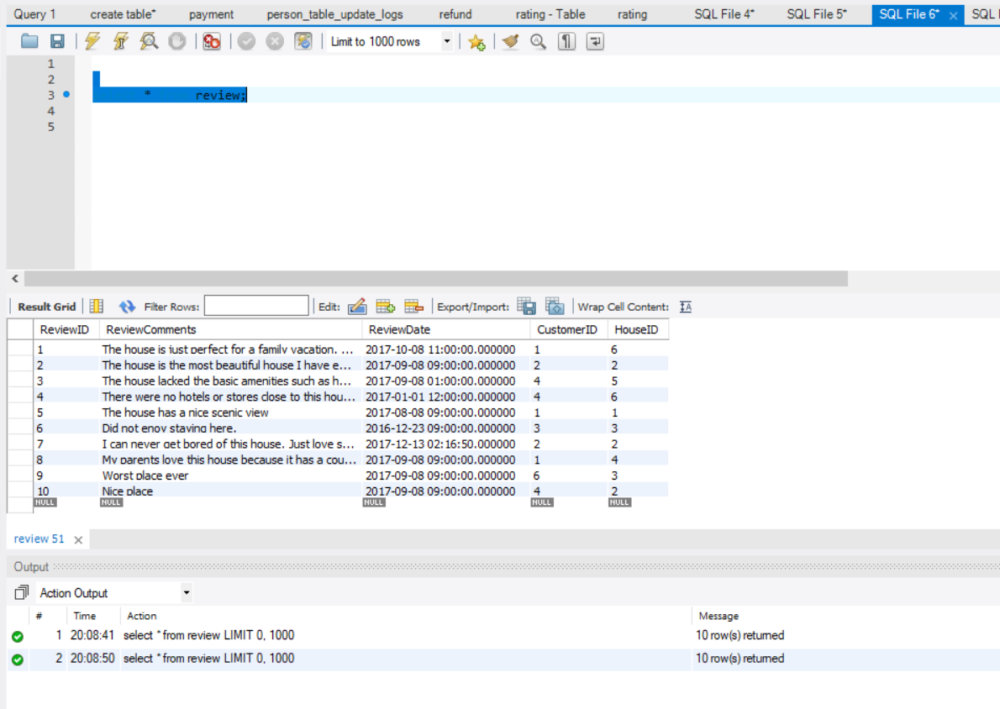 Query 1 create table* payment person_table_update_logs refund rating - Table rating SQL File 4* SQL File 5* SQL File 6* × SQL
Limit to 1000 rows
1
2
3 * review;
4
5
Result Grid Filter Rows: Edit: Export/Import: Wrap Cell Content:
ReviewID ReviewComments ReviewDate CustomerID HouseID
1 The house is just perfect for a family vacation. ... 2017-10-08 11:00:00.000000 1 6
2 The house is the most beautiful house I have e... 2017-09-08 09:00:00.000000 2 2
3 The house lacked the basic amenities such as h... 2017-09-08 01:00:00.000000 4 5
4 There were no hotels or stores close to this hou... 2017-01-01 12:00:00.000000 4 6
5 The house has a nice scenic view 2017-08-08 09:00:00.000000 1 1
6 Did not enoy staying here. 2016-12-23 09:00:00.000000 3 3
7 I can never get bored of this house. Just love s... 2017-12-13 02:16:50.000000 2 2
8 My parents love this house because it has a cou... 2017-09-08 09:00:00.000000 1 4
9 Worst place ever 2017-09-08 09:00:00.000000 6 3
10 Nice place 2017-09-08 09:00:00.000000 4 2
NULL NULL NULL NULL NULL
review 51 ×
Output
Action Output
# Time Action Message
1 20:08:41 select * from review LIMIT 0, 1000 10 row(s) returned
2 20:08:50 select * from review LIMIT 0, 1000 10 row(s) returned